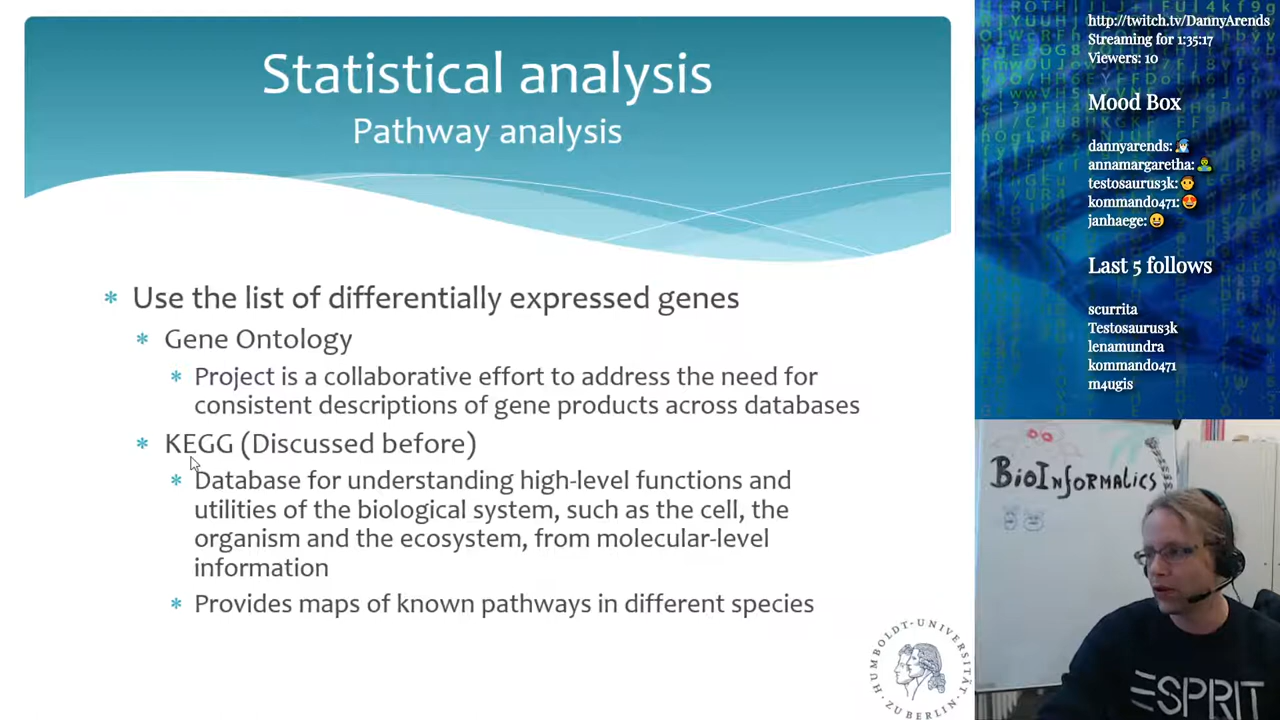 Statistical analysis
Pathway analysis
* Use the list of differentially expressed genes
* Gene Ontology
* Project is a collaborative effort to address the need for
consistent descriptions of gene products across databases
* KEGG (Discussed before)
* Database for understanding high-level functions and
utilities of the biological system, such as the cell, the
organism and the ecosystem, from molecular-level
information
* Provides maps of known pathways in different species
HUMBOLDT-UNIVERSITÄT
ZU BERLIN
http://twitch.tv/DannyArends
Streaming for 1:35:17
Viewers: 10
Mood Box
dannyarends:
annamargaretha:
testosaurus3k:
kommando471:
janhaege:
Last 5 follows
scurrita
Testosaurus3k
lenamundra
kommando471
m4ugis
BioInformatics
ESPRIT